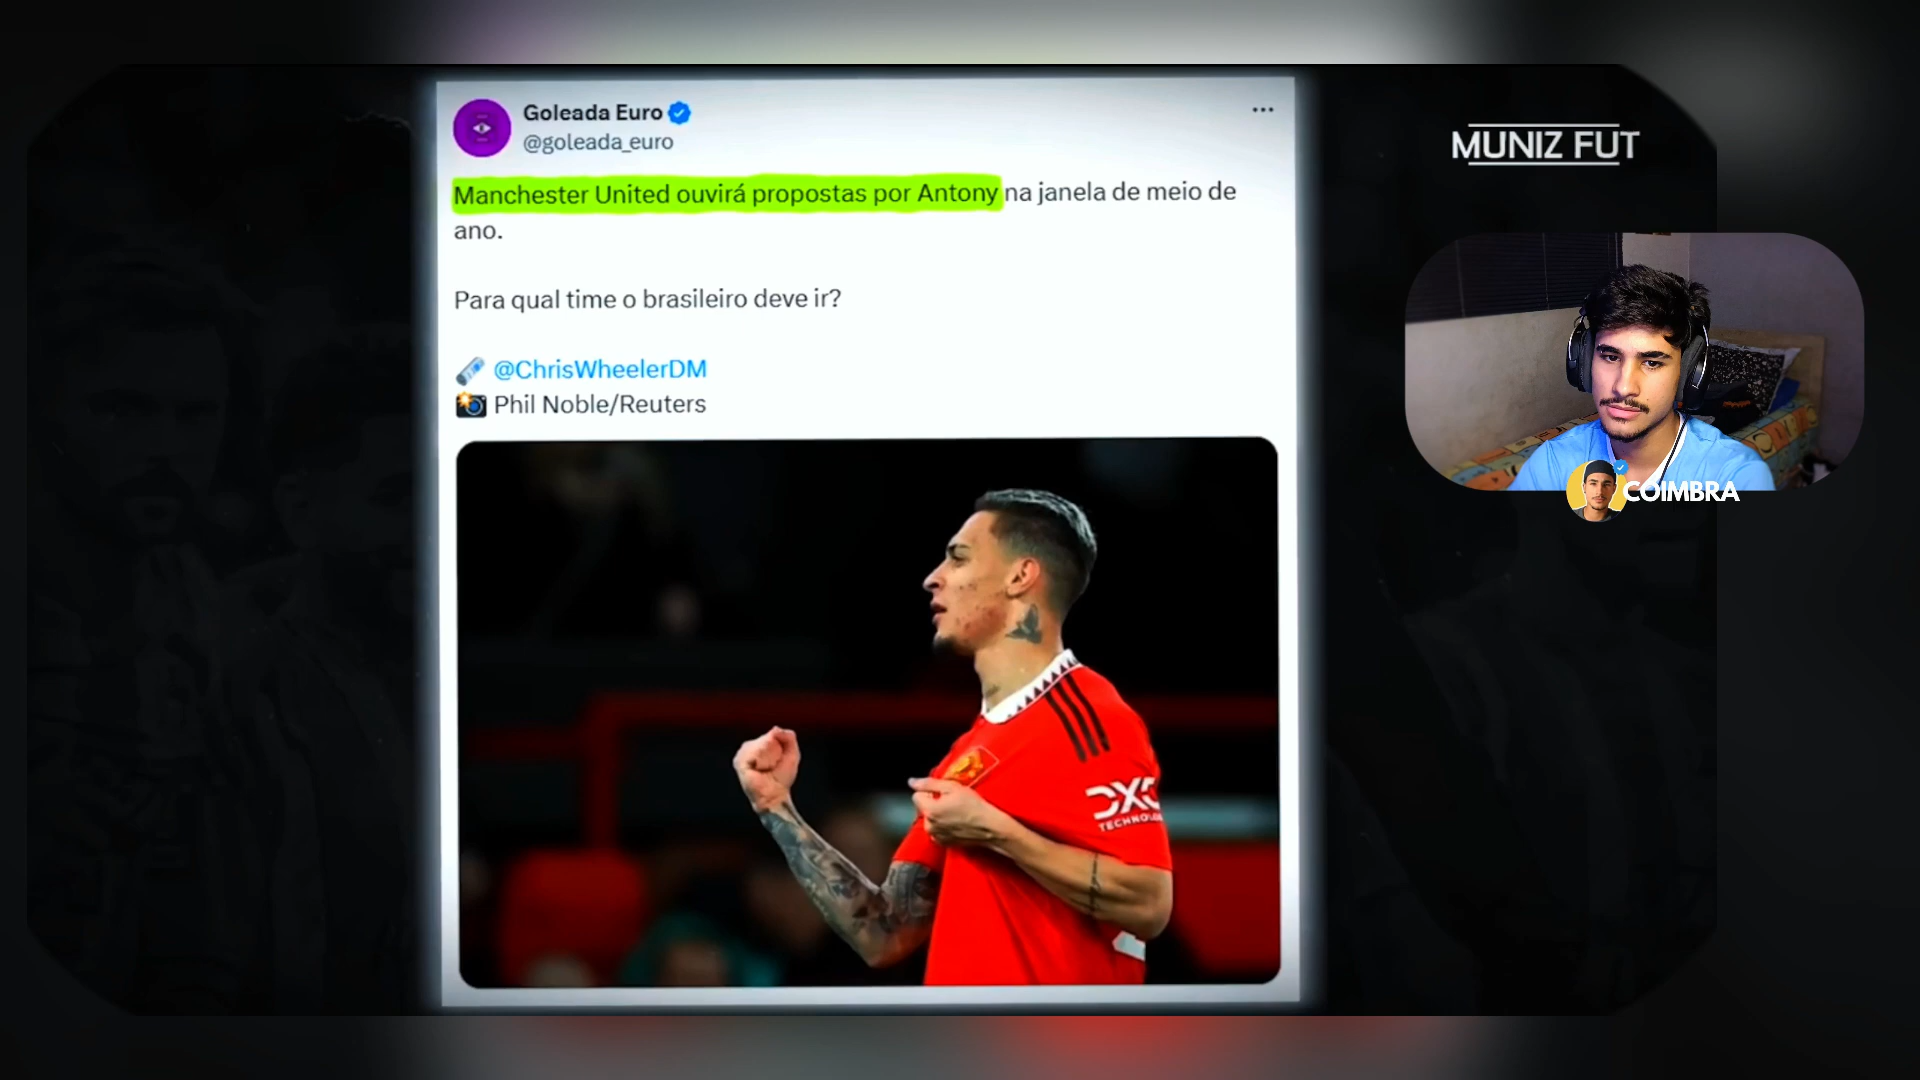 Goleada Euro
@goleada_euro
Manchester United ouvirá propostas por Antony na janela de meio de
ano.
Para qual time o brasileiro deve ir?
@ChrisWheelerDM
Phil Noble/Reuters
TECHNOLO
MUNIZ FUT
COIMBRA